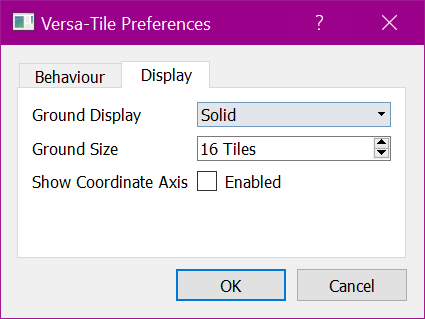 Versa-Tile Preferences ?
Behaviour Display
Ground Display Solid
Ground Size 16 Tiles
Show Coordinate Axis Enabled
OK Cancel